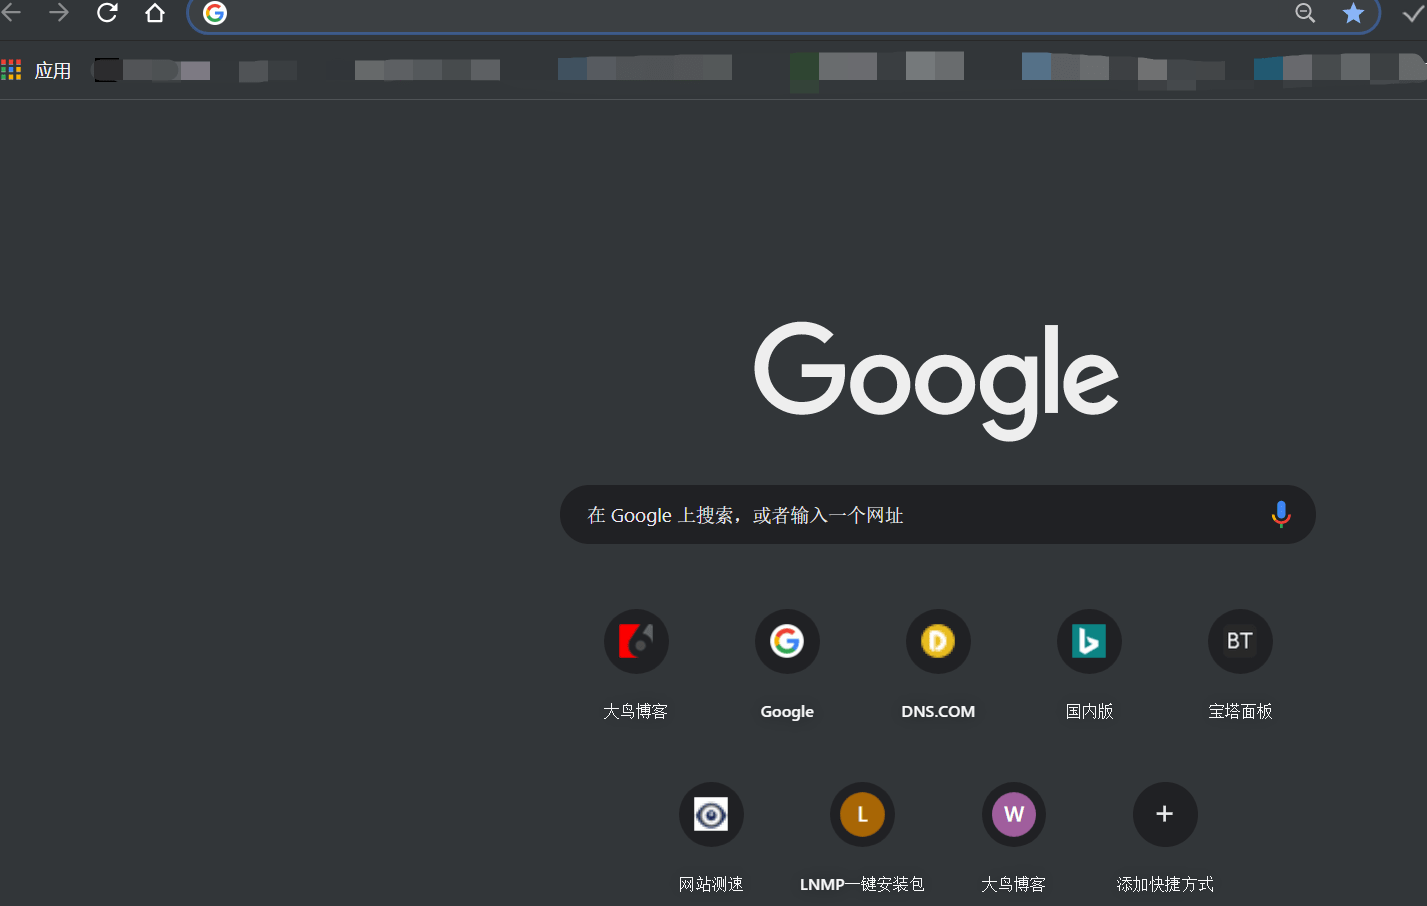 应用
Google
在 Google 上搜索，或者输入一个网址
大鸟博客
Google
DNS.COM
国内版
BT
宝塔面板
网站测速
L
LNMP一键安装包
W
大鸟博客
添加快捷方式